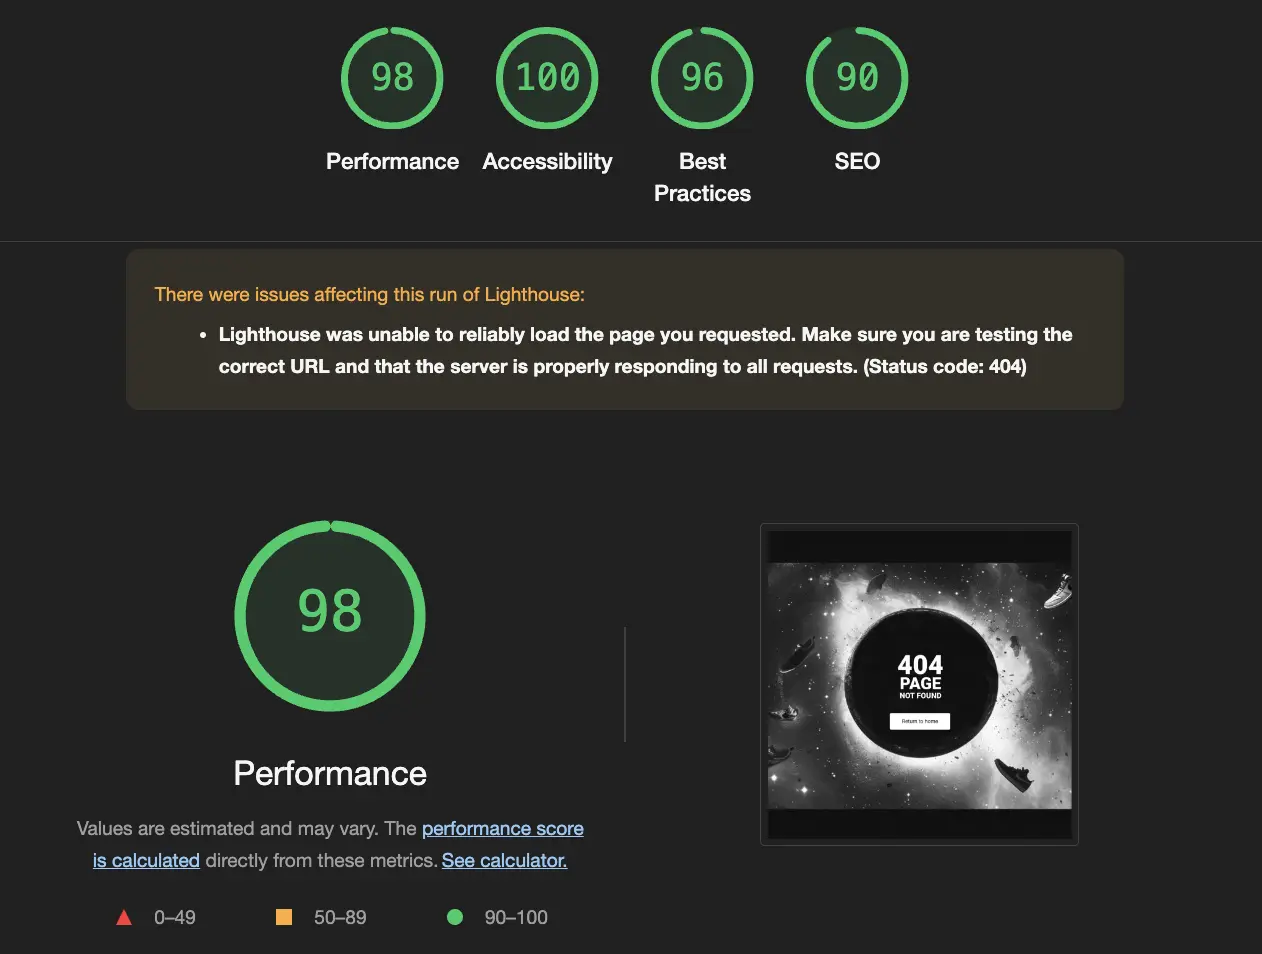 98
100
96
90
Performance
Accessibility
Best
Practices
SEO
There were issues affecting this run of Lighthouse:
• Lighthouse was unable to reliably load the page you requested. Make sure you are testing the
correct URL and that the server is properly responding to all requests. (Status code: 404)
98
Performance
Values are estimated and may vary. The performance score
is calculated directly from these metrics. See calculator.
0–49
50–89
90–100
404
PAGE
NOT FOUND
Return to home